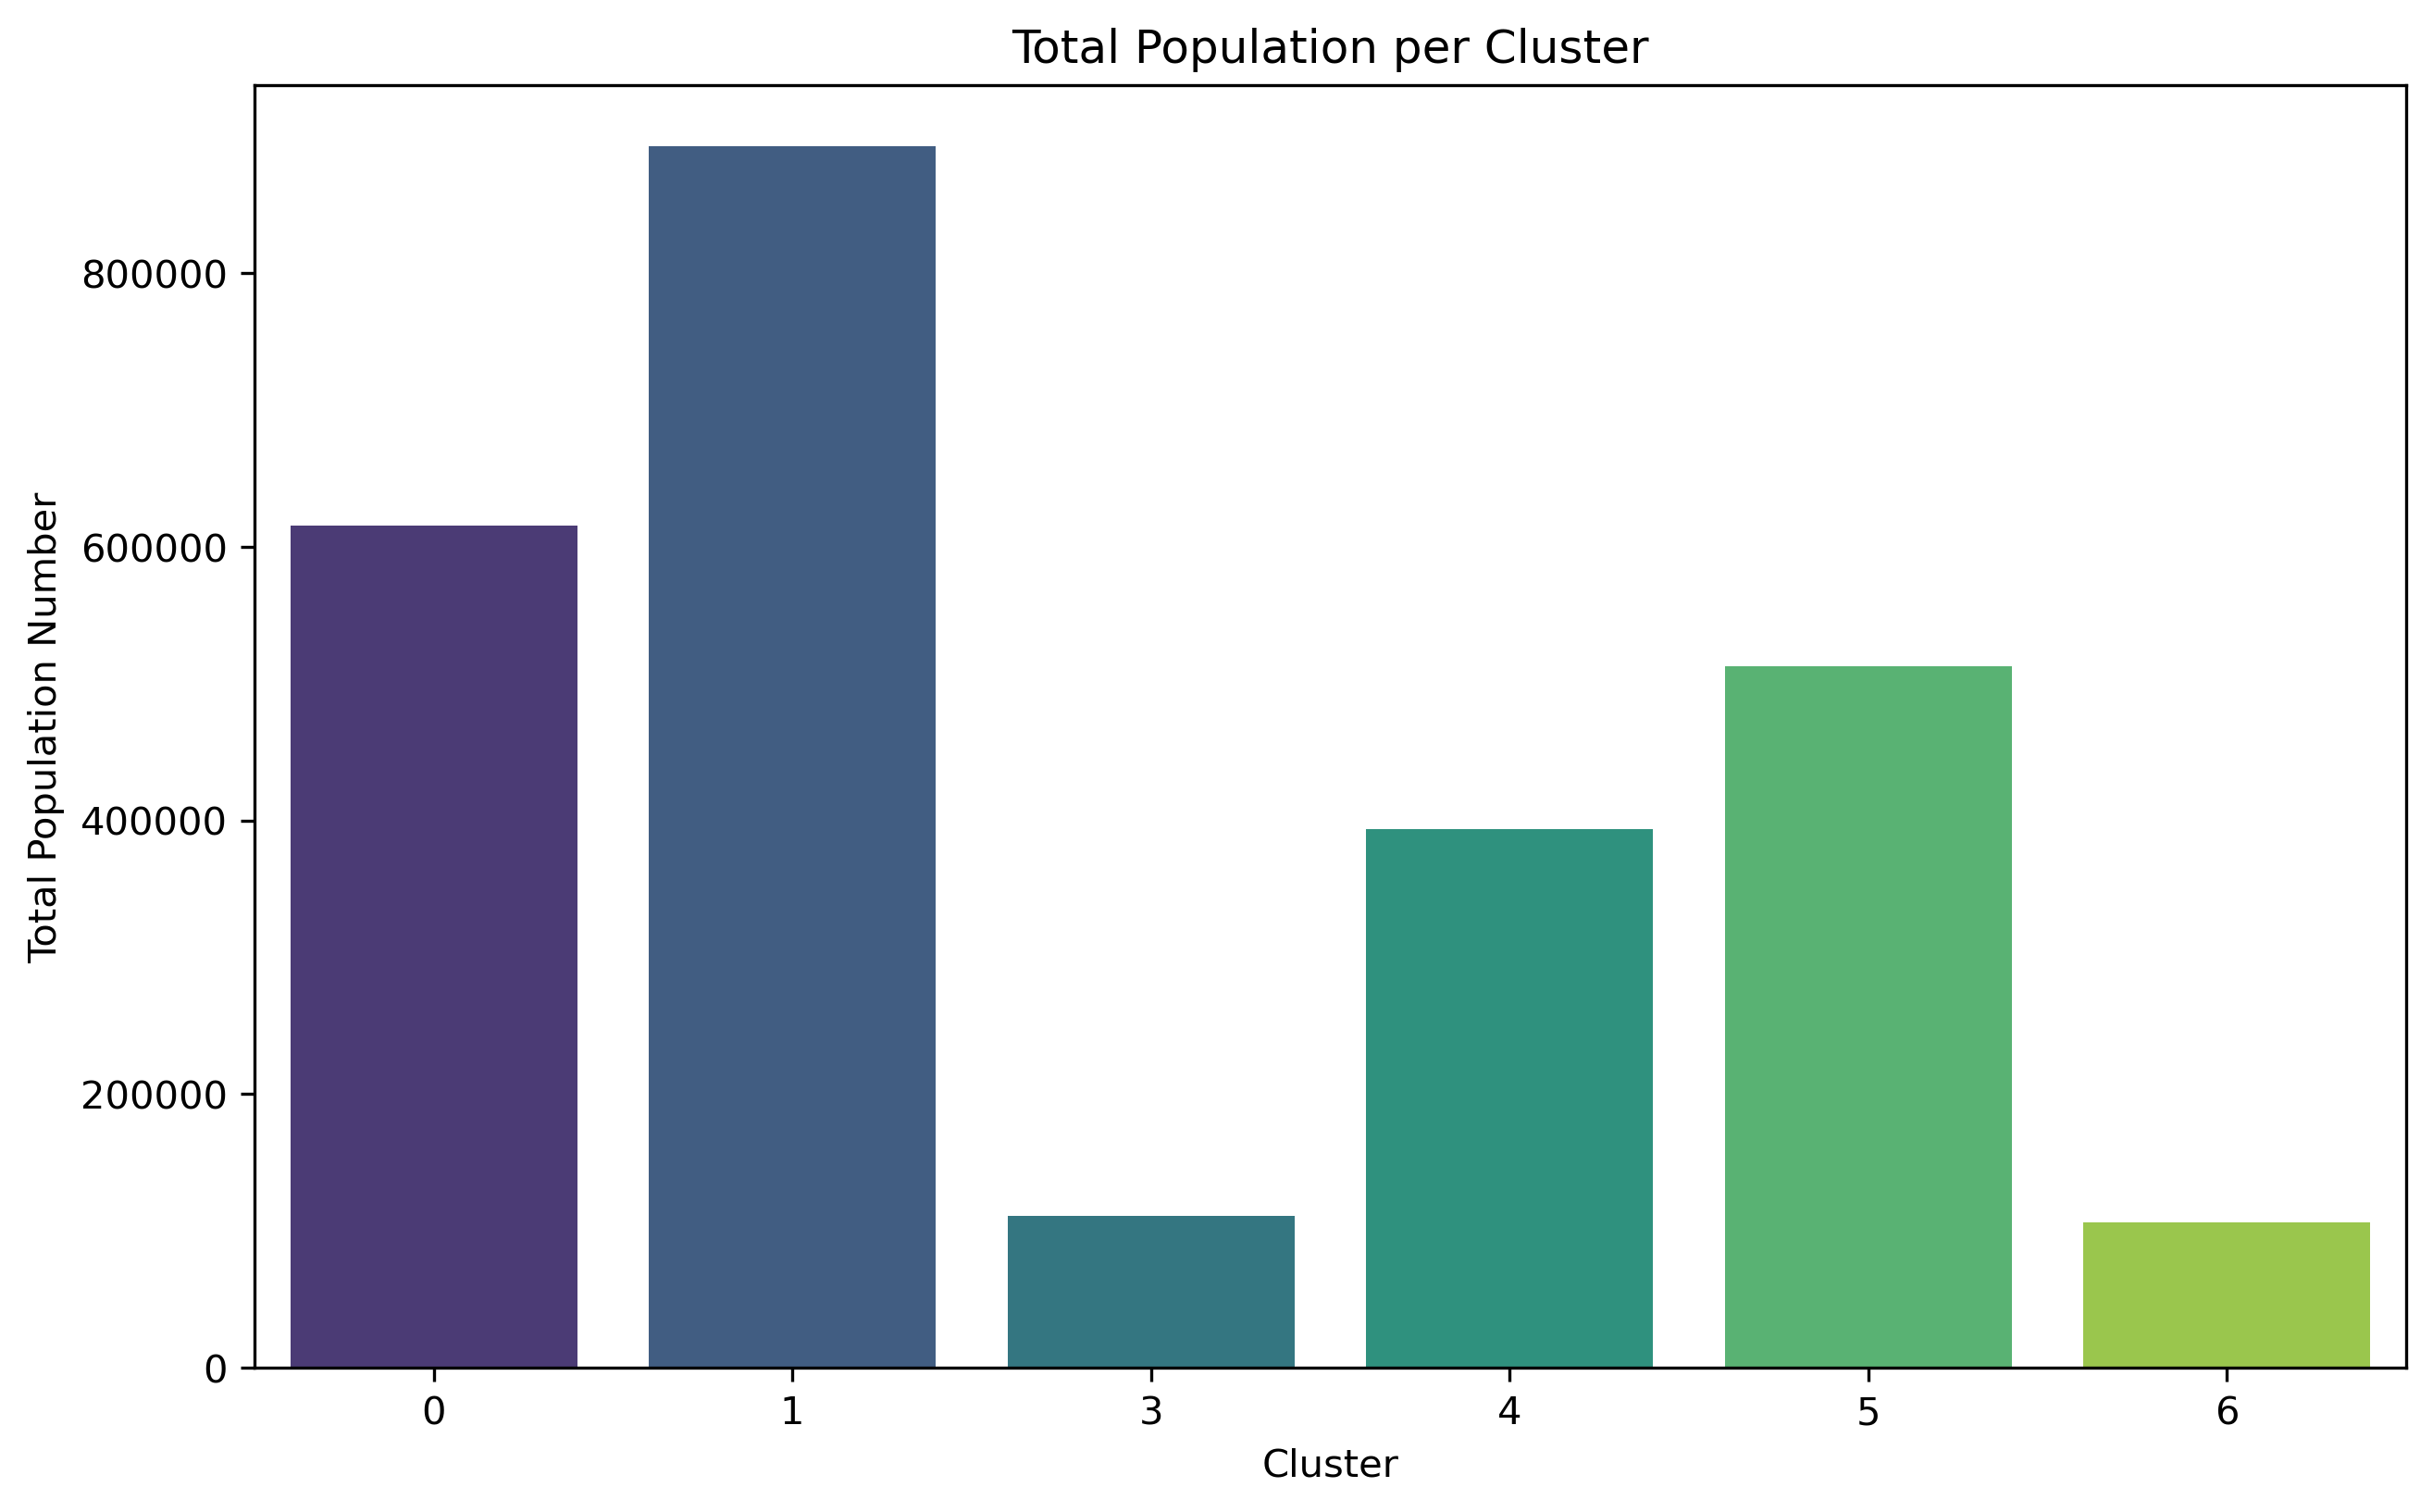 Total Population per Cluster
Total Population Number
800000
600000
400000
200000
0
0 1 3 4 5 6
Cluster